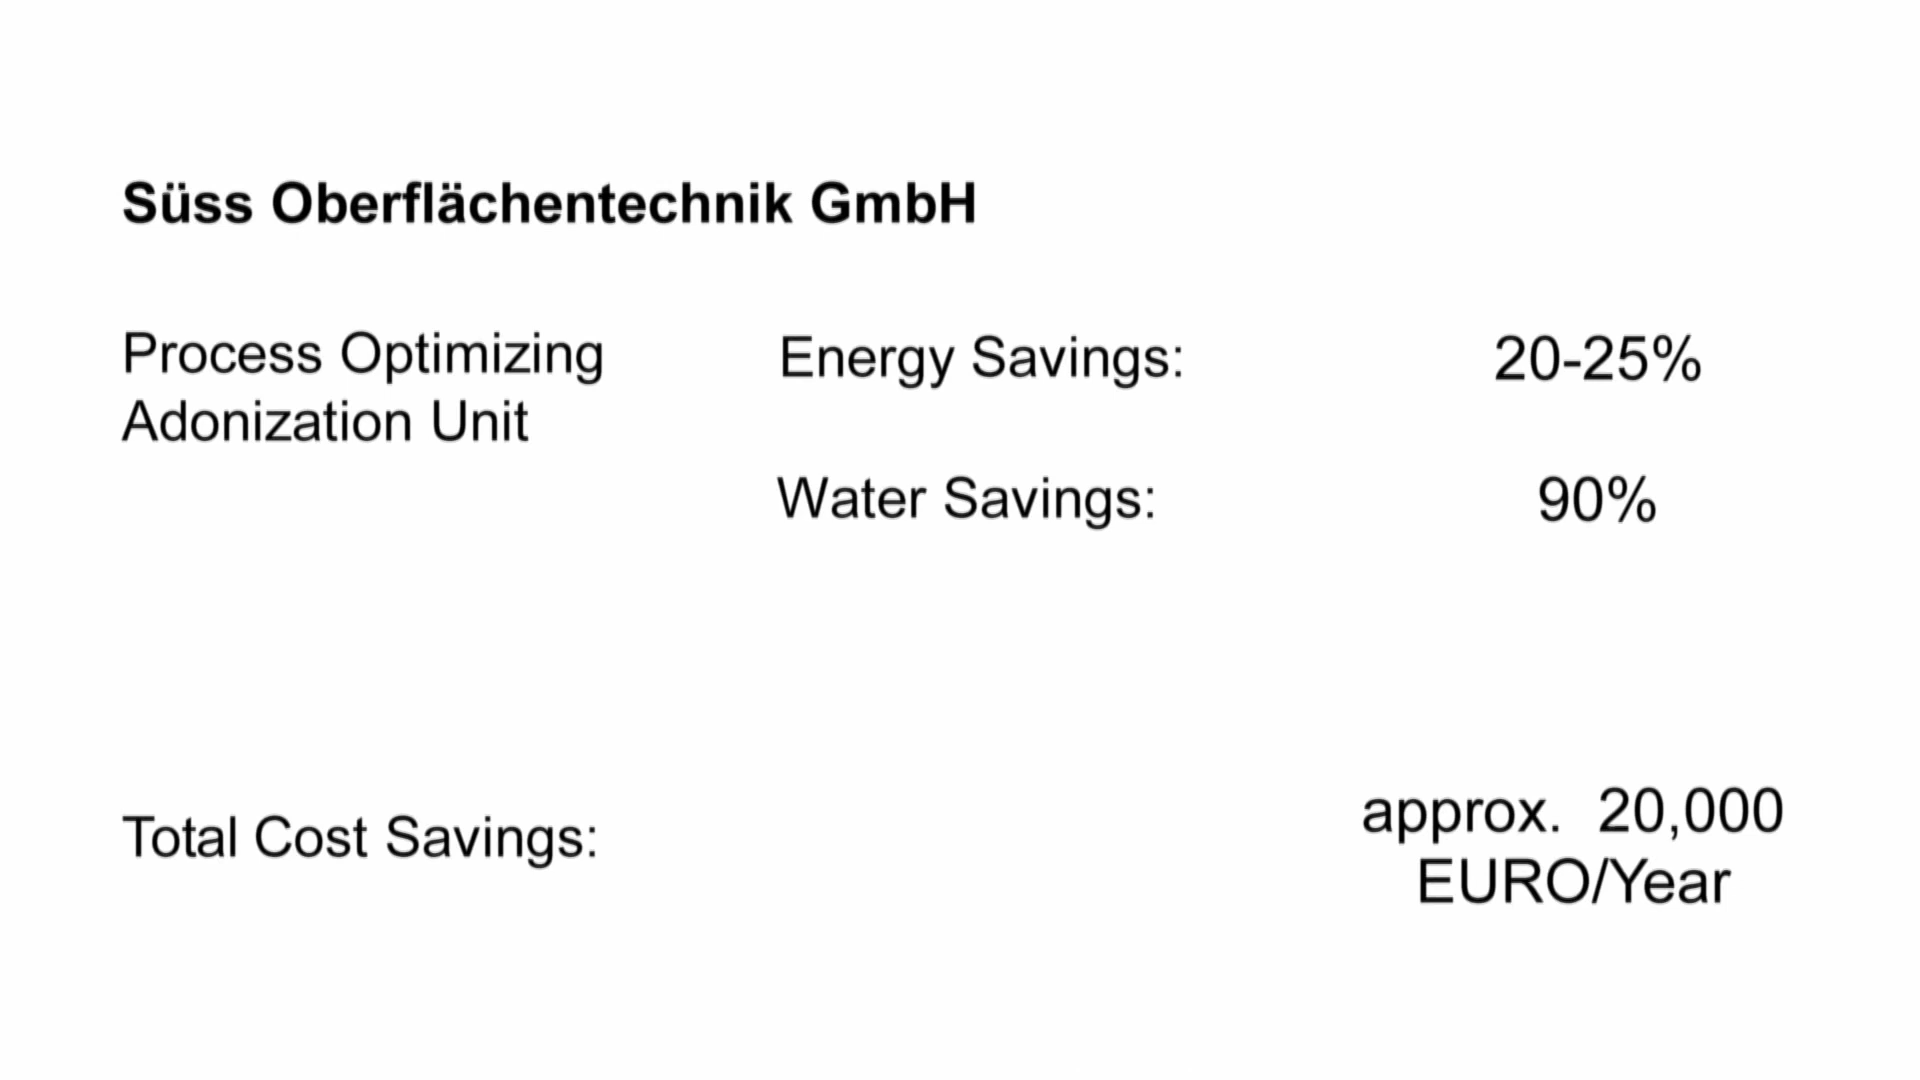 Süss Oberflächentechnik GmbH
Process Optimizing
Adonization Unit
Energy Savings: 20-25%
Water Savings: 90%
Total Cost Savings:
approx. 20,000
EURO/Year